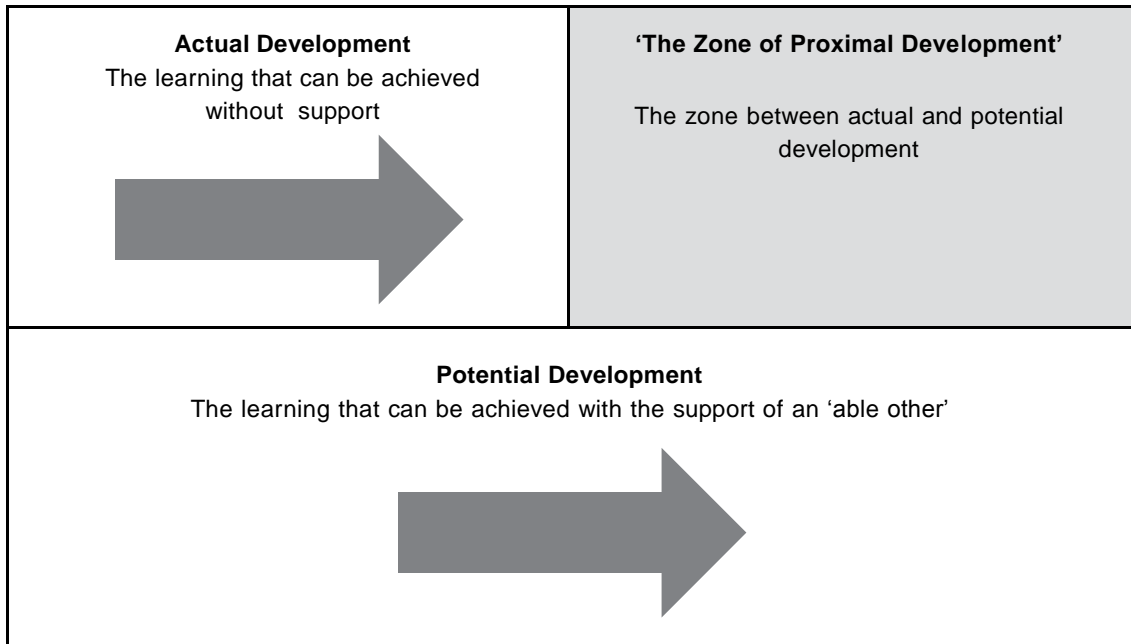 Actual Development
The learning that can be achieved
without support
‘The Zone of Proximal Development’
The zone between actual and potential
development
Potential Development
The learning that can be achieved with the support of an ‘able other’